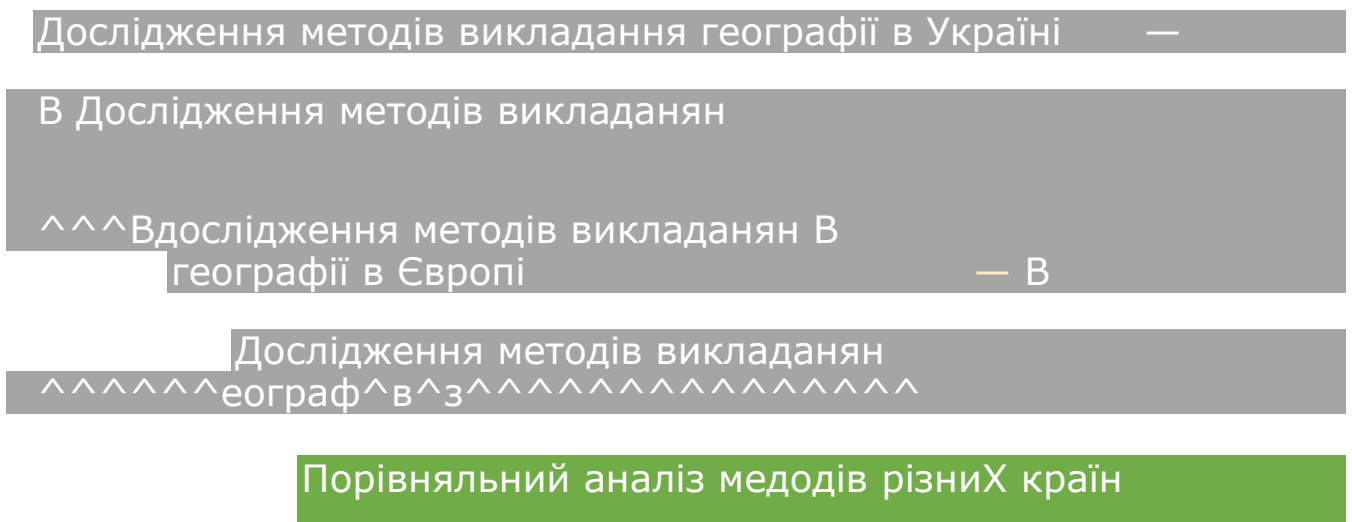 Дослідження методів викладання географії в Україні —
В Дослідження методів викладанян
^^^Вдослідження методів викладанян В
географії в Європі — В
Дослідження методів викладанян
^^^^^^еограф^в^з^^^^^^^^^^^^^^^
Порівняльний аналіз медодів різниХ країн